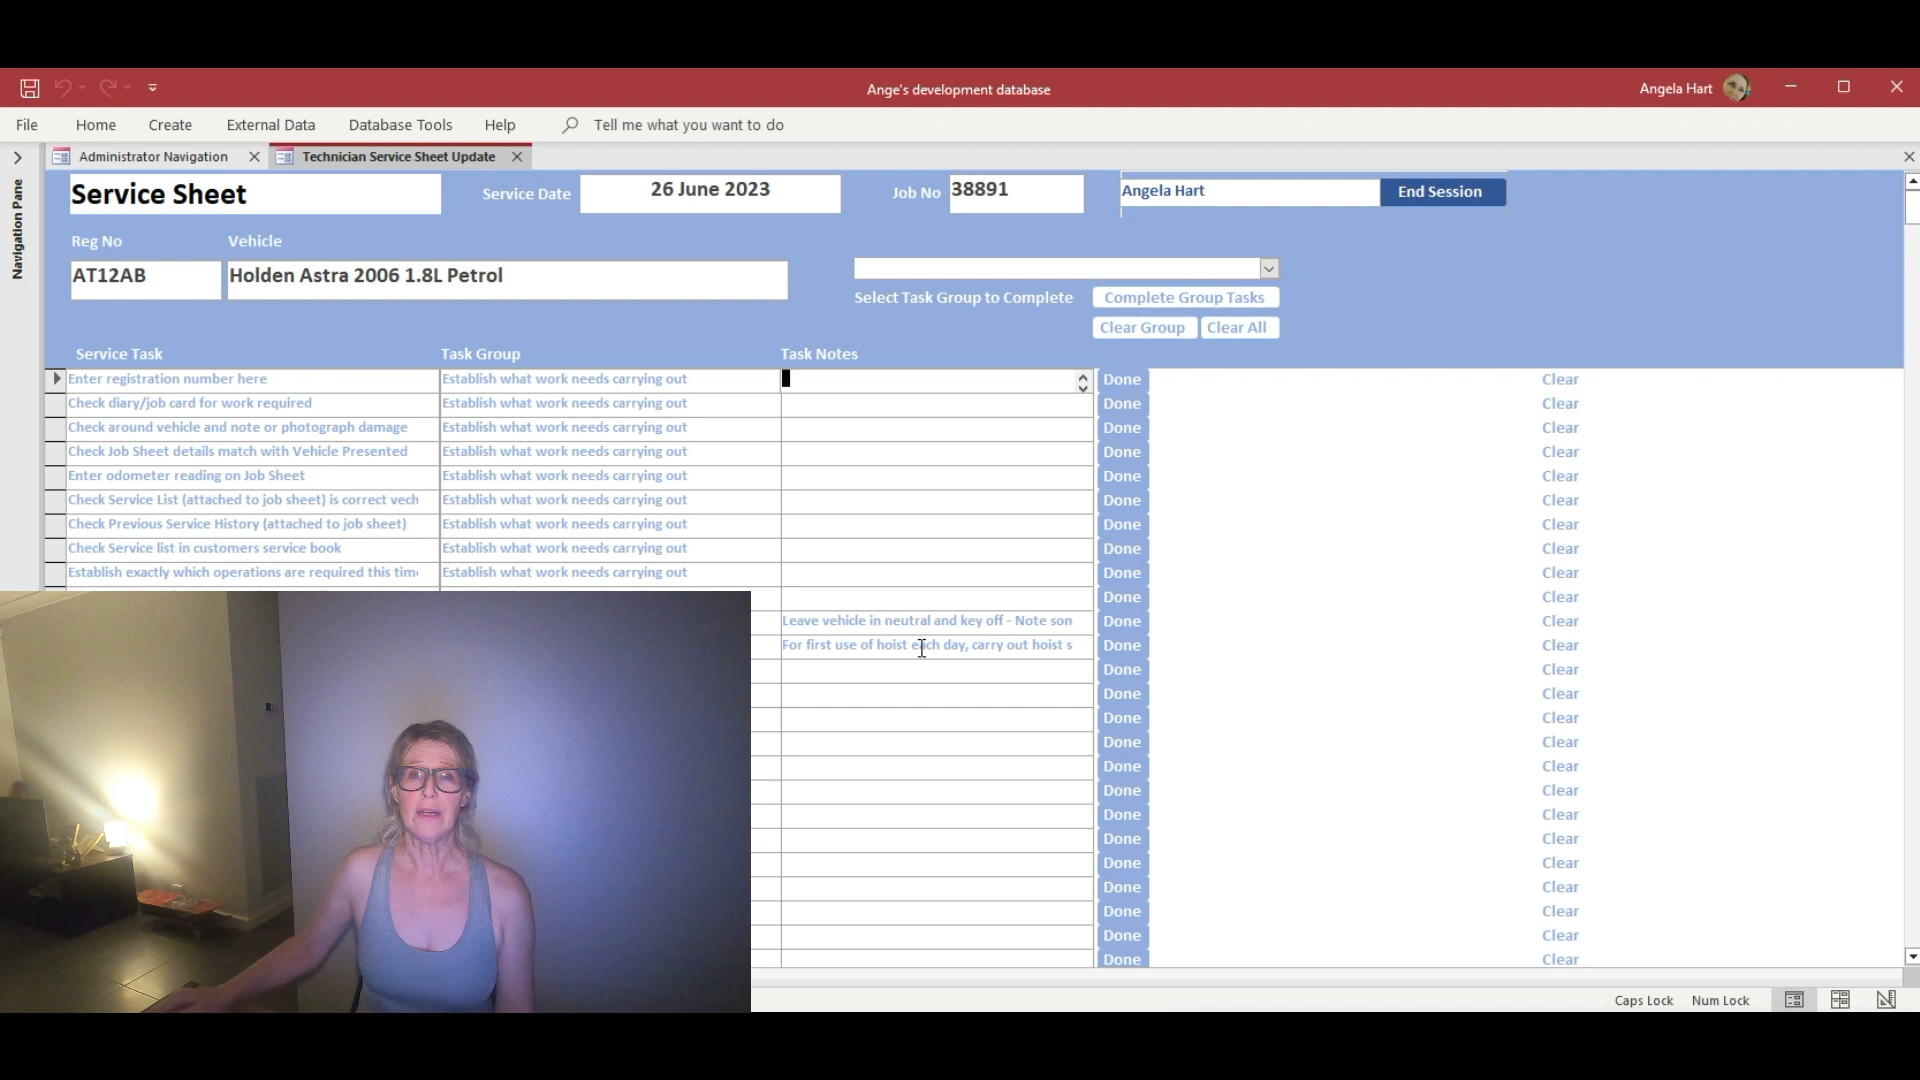 Ange's development database
Angela Hart
File Home Create External Data Database Tools Help Tell me what you want to do
Administrator Navigation Technician Service Sheet Update
Navigation Pane
Service Sheet Service Date 26 June 2023 Job No 38891 Angela Hart End Session
Reg No Vehicle
AT12AB Holden Astra 2006 1.8L Petrol
Select Task Group to Complete Complete Group Tasks
Clear Group Clear All
Service Task Task Group Task Notes
Enter registration number here Establish what work needs carrying out Done Clear
Check diary/job card for work required Establish what work needs carrying out Done Clear
Check around vehicle and note or photograph damage Establish what work needs carrying out Done Clear
Check Job Sheet details match with Vehicle Presented Establish what work needs carrying out Done Clear
Enter odometer reading on Job Sheet Establish what work needs carrying out Done Clear
Check Service List (attached to job sheet) is correct vech Establish what work needs carrying out Done Clear
Check Previous Service History (attached to job sheet) Establish what work needs carrying out Done Clear
Check Service list in customers service book Establish what work needs carrying out Done Clear
Establish exactly which operations are required this tim Establish what work needs carrying out Done Clear
Done Clear
Leave vehicle in neutral and key off - Note som Done Clear
For first use of hoist each day, carry out hoist s Done Clear
Done Clear
Done Clear
Done Clear
Done Clear
Done Clear
Done Clear
Done Clear
Done Clear
Done Clear
Done Clear
Done Clear
Done Clear
Done Clear
Caps Lock Num Lock